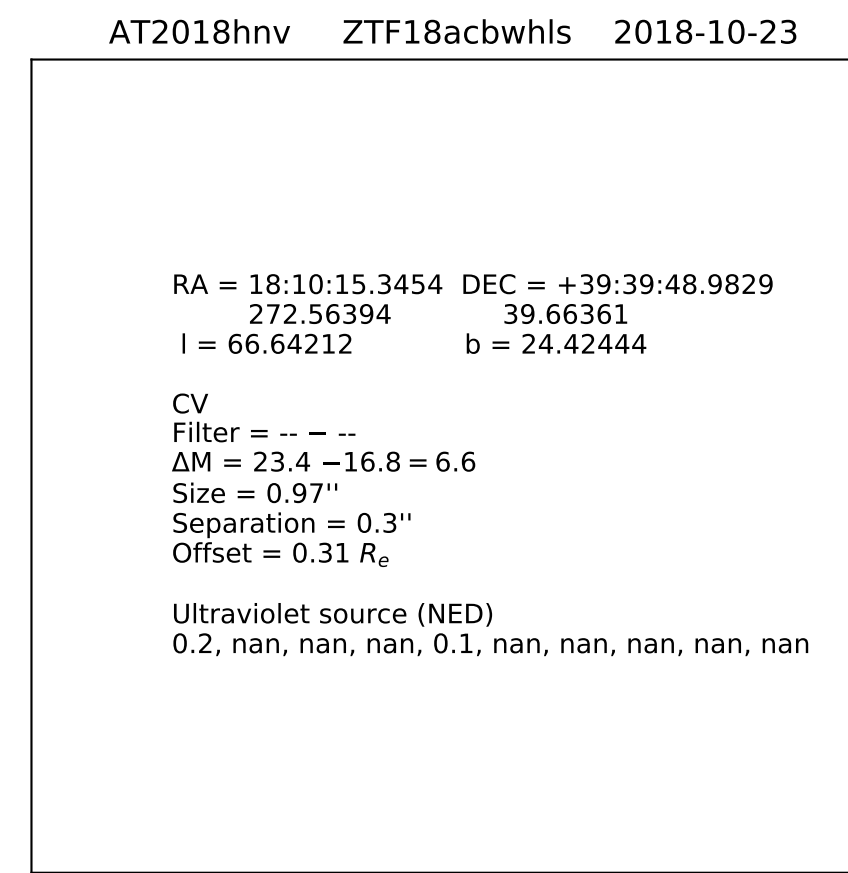 AT2018hnv ZTF18acbwhls 2018-10-23
RA = 18:10:15.3454 DEC = +39:39:48.9829
272.56394 39.66361
l = 66.64212 b = 24.42444
CV
Filter = -- − --
ΔM = 23.4 −16.8 = 6.6
Size = 0.97''
Separation = 0.3''
Offset = 0.31 Re
Ultraviolet source (NED)
0.2, nan, nan, nan, 0.1, nan, nan, nan, nan, nan